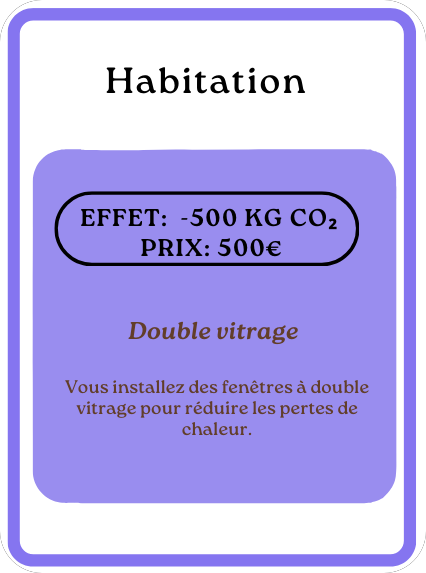 Habitation
EFFET:  -500 KG CO₂
PRIX: 500€
Double vitrage
Vous installez des fenêtres à double
vitrage pour réduire les pertes de
chaleur.